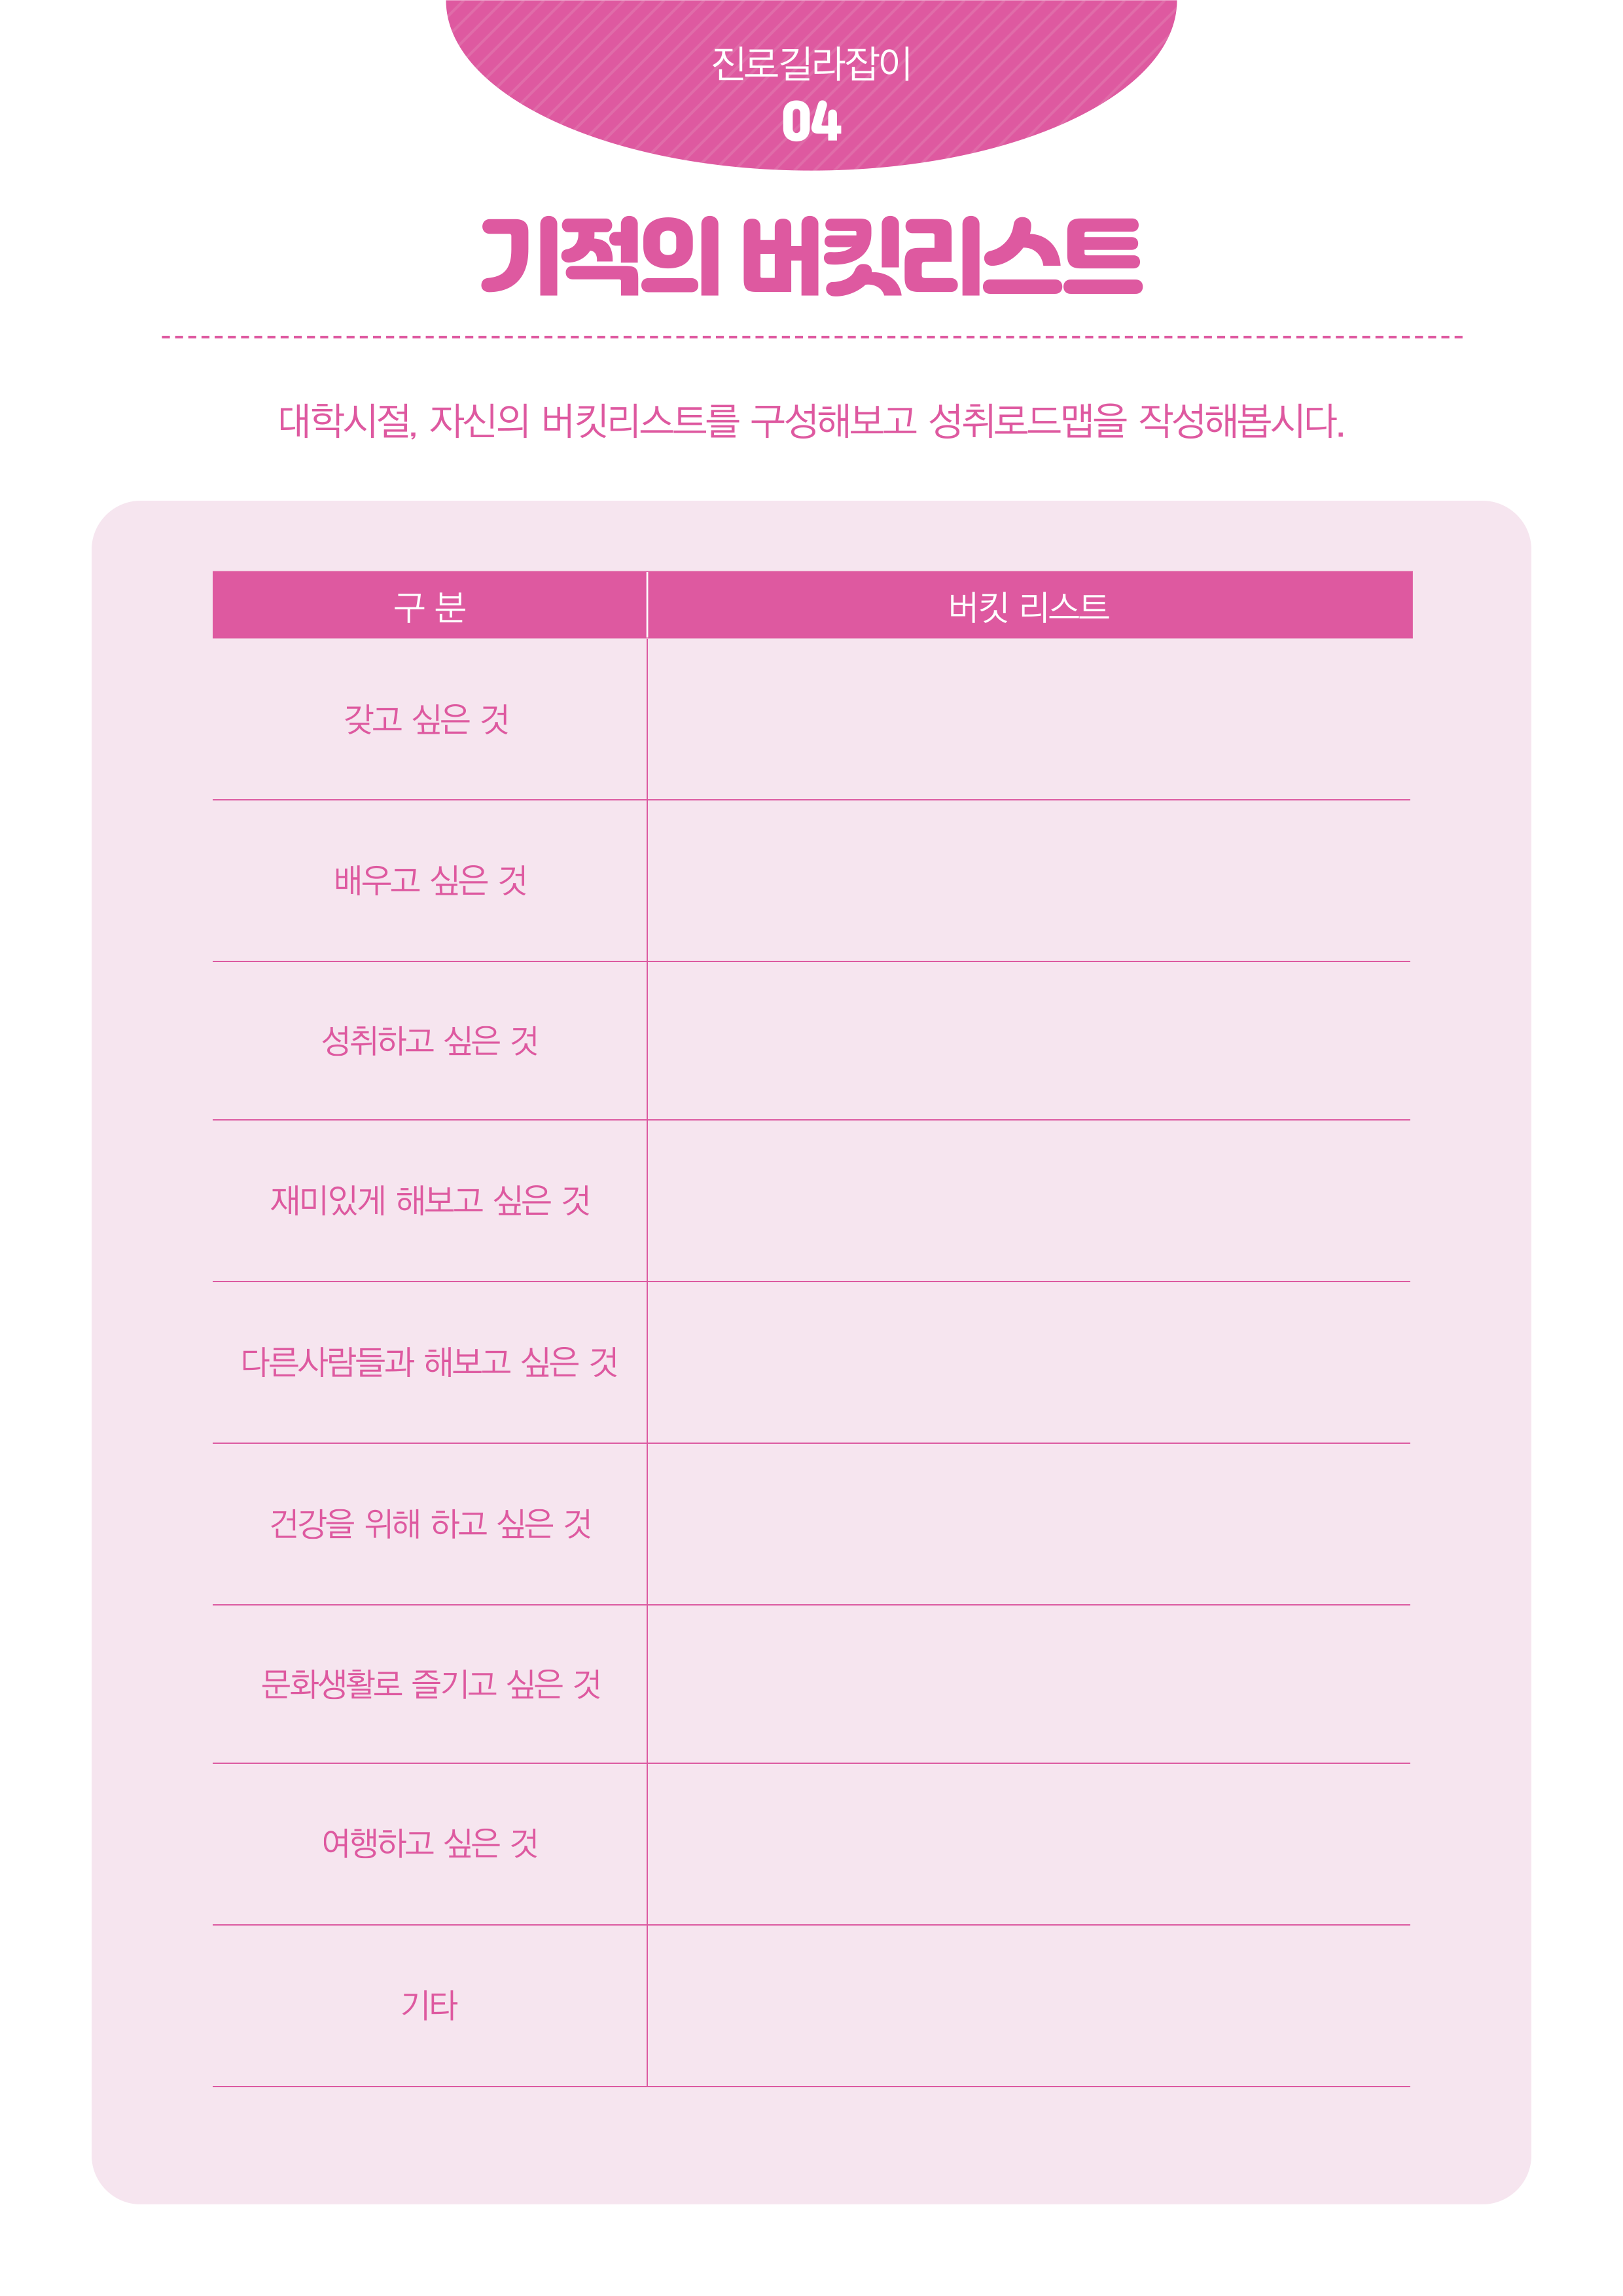 진로길라잡이
04
기적의 버킷리스트
대학시절, 자신의 버킷리스트를 구성해보고 성취로드맵을 작성해봅시다.
구 분 버킷 리스트
갖고 싶은 것
배우고 싶은 것
성취하고 싶은 것
재미있게 해보고 싶은 것
다른사람들과 해보고 싶은 것
건강을 위해 하고 싶은 것
문화생활로 즐기고 싶은 것
여행하고 싶은 것
기타